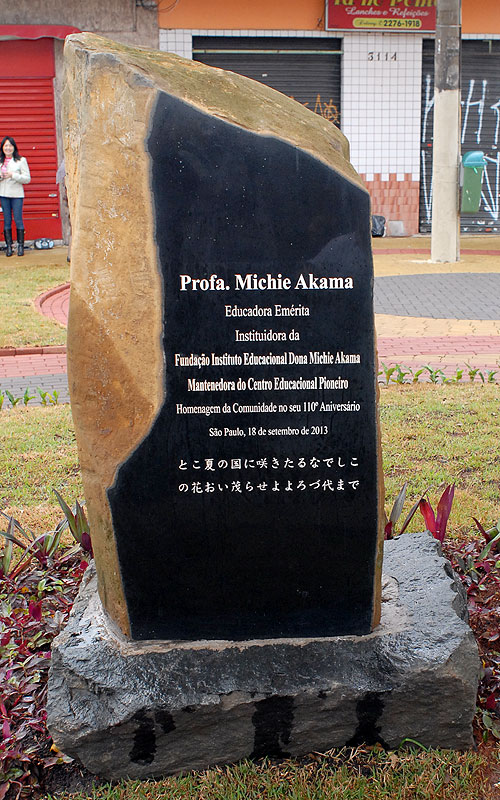 Lanches e Refeições
2276-1918
3114
Profa. Michie Akama
Educadora Emérita
Instituidora da
Fundação Instituto Educacional Dona Michie Akama
Mantenedora do Centro Educacional Pioneiro
Homenagem da Comunidade no seu 110º Aniversário
São Paulo, 18 de setembro de 2013
とこ夏の国に咲きたるなでしこ
の花おい茂らせよよろづ代まで